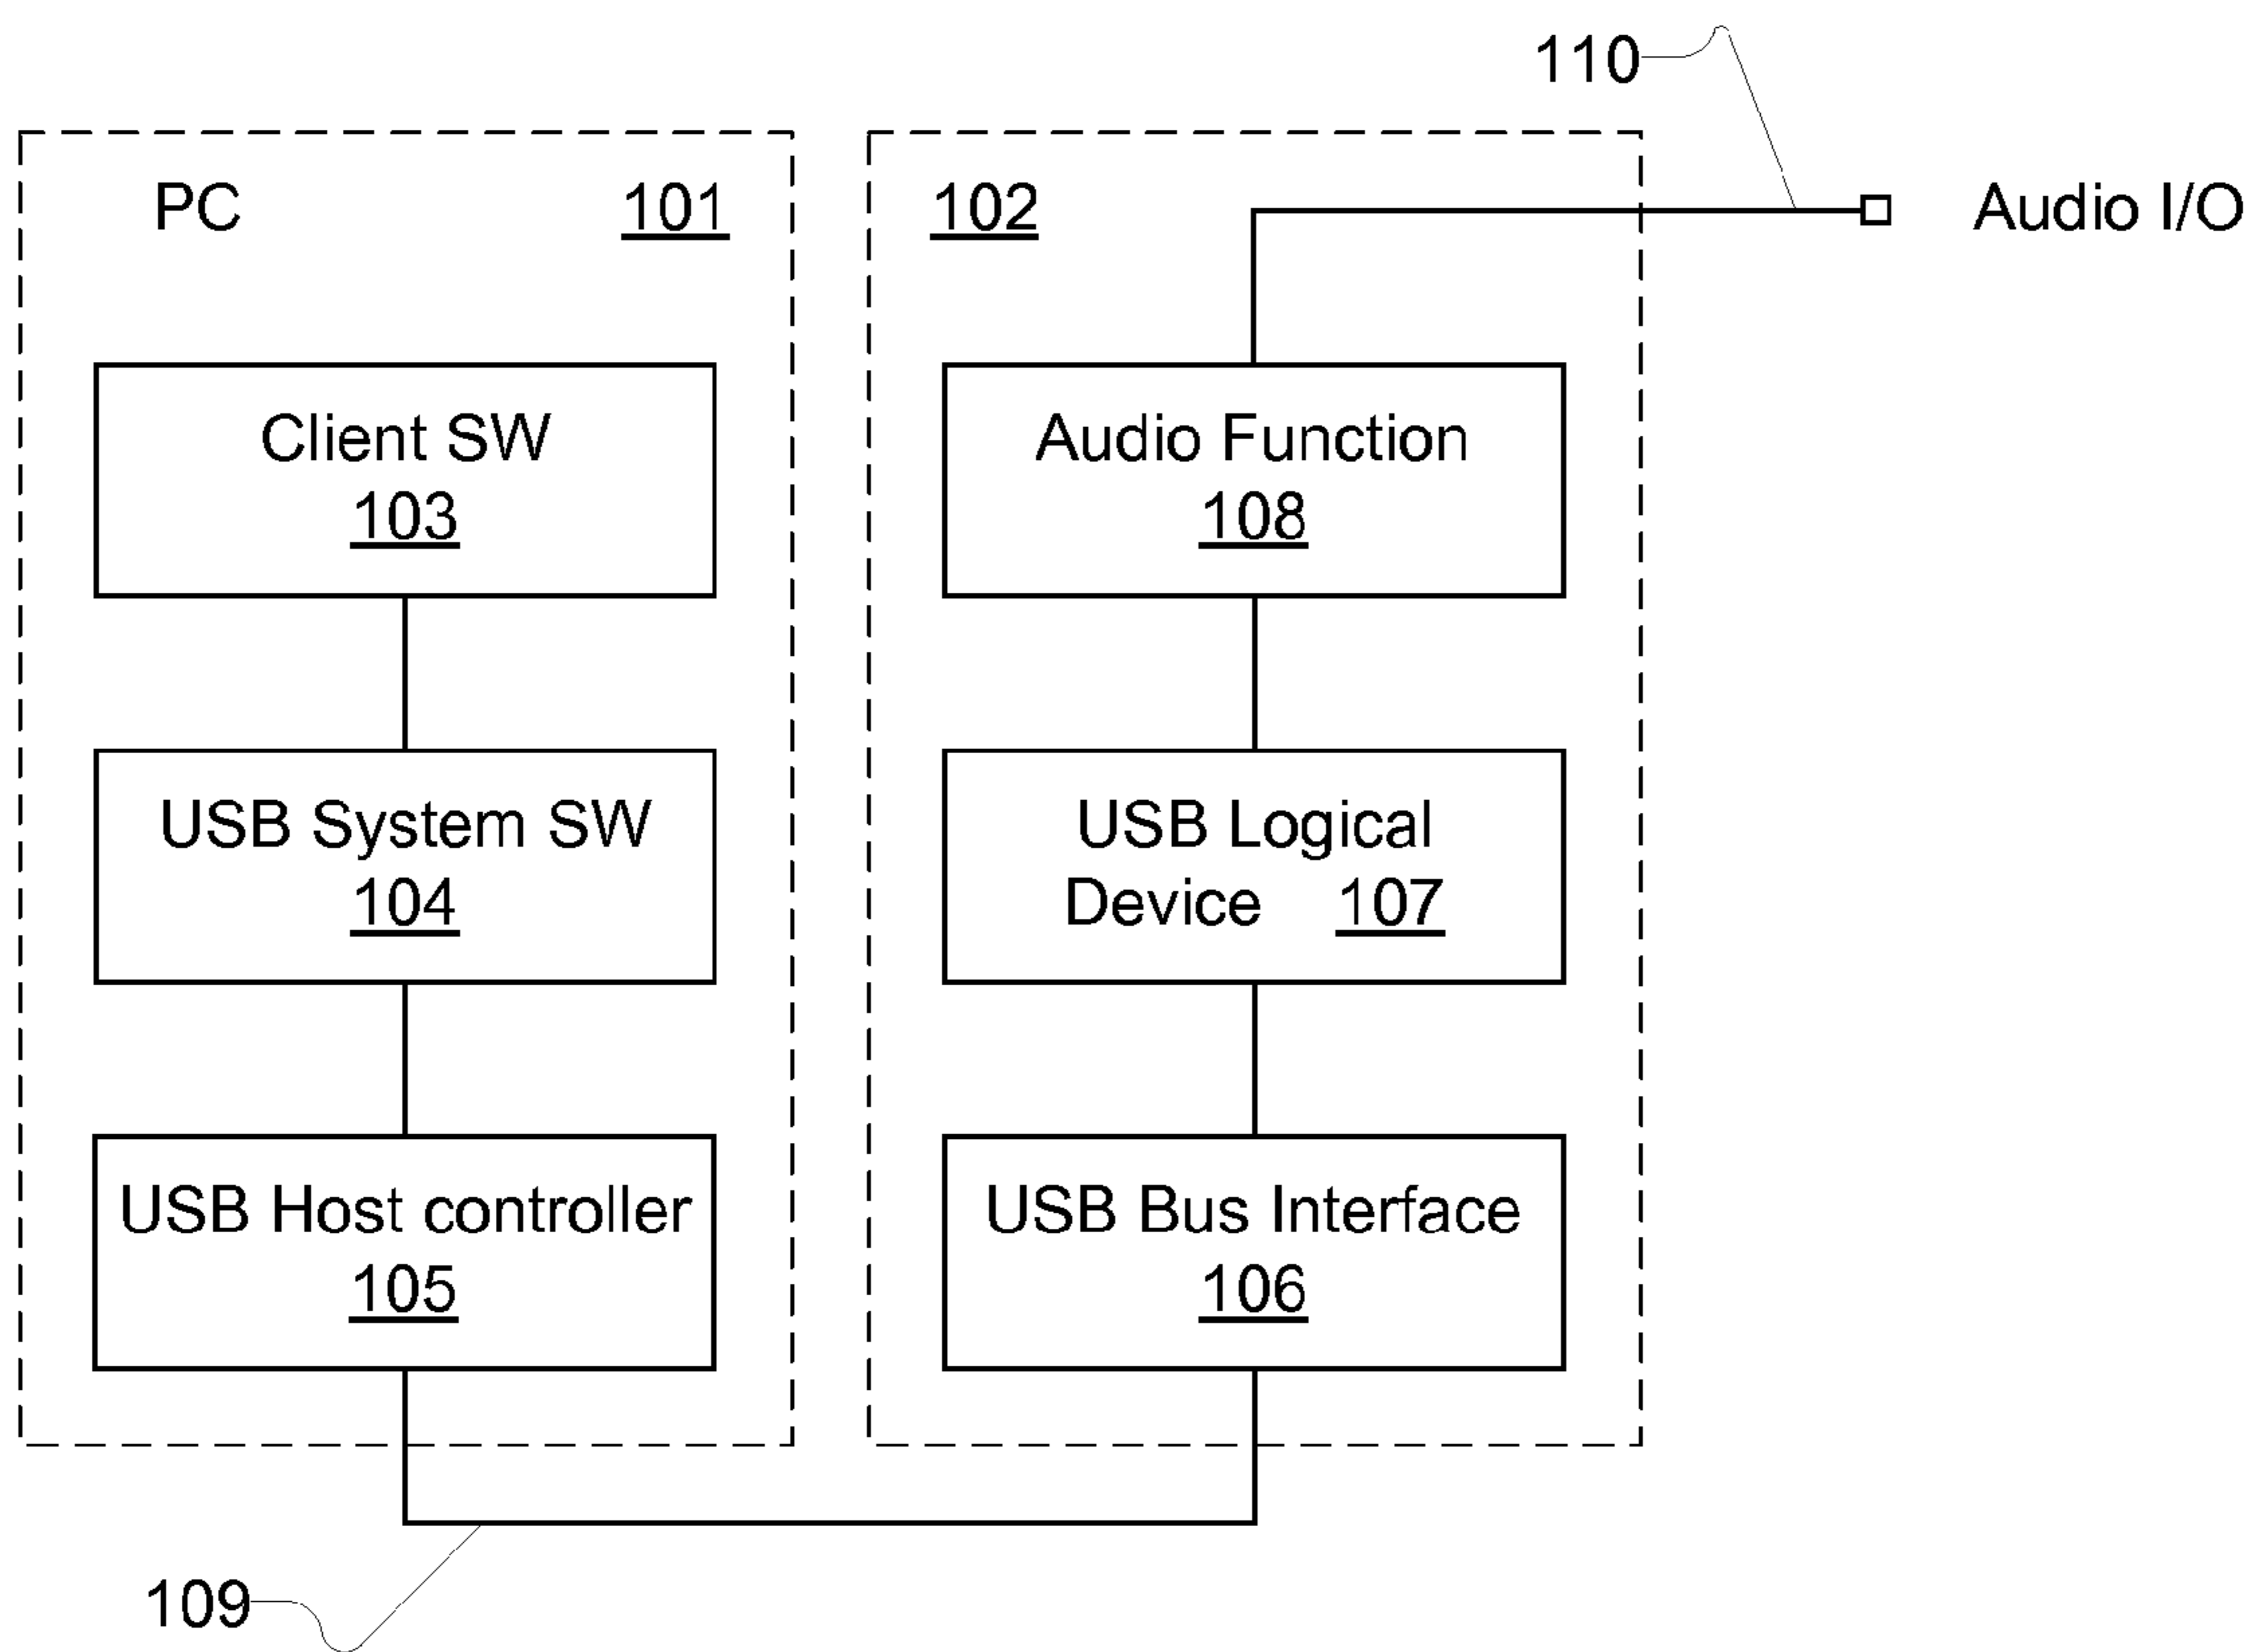 110
PC 101
102
Audio I/O
Client SW
103
Audio Function
108
USB System SW
104
USB Logical
Device 107
USB Host controller
105
USB Bus Interface
106
109